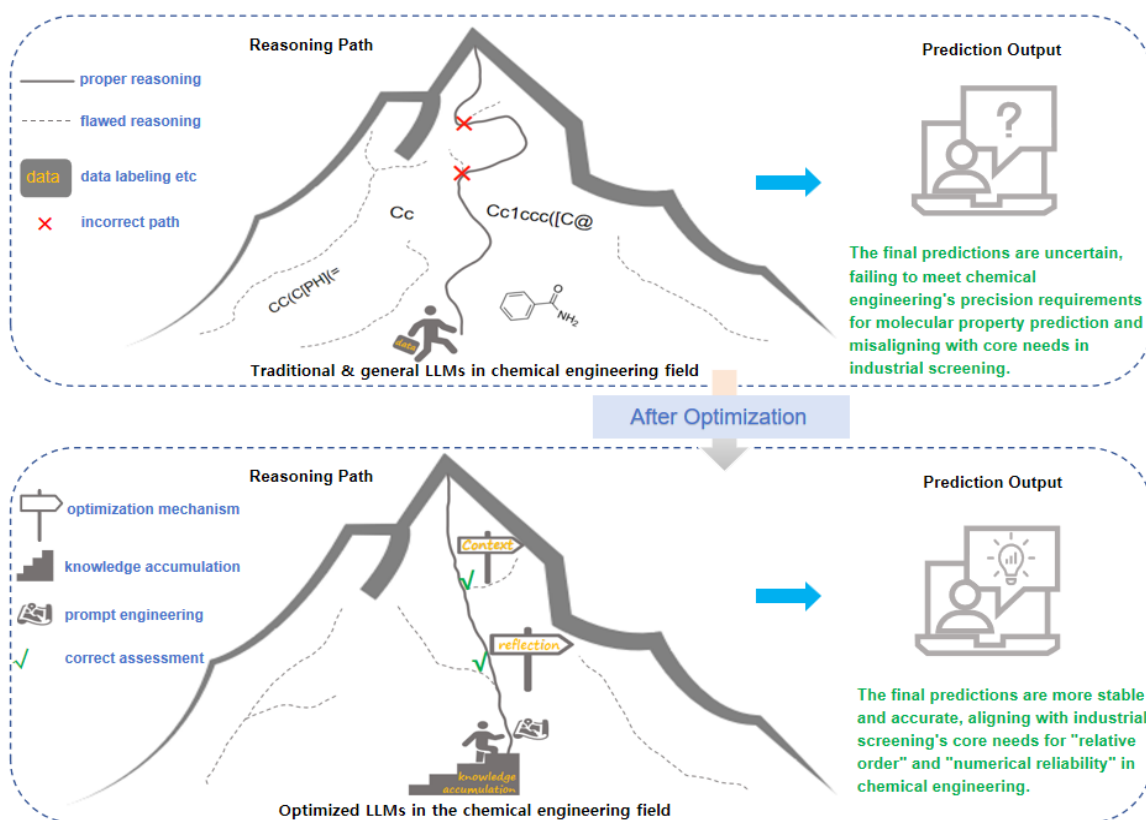 Reasoning Path
Prediction Output
proper reasoning
flawed reasoning
data
data labeling etc
incorrect path
Cc
Cc1ccc([C@
CC(C[PH](=
O
NH2
data
Traditional & general LLMs in chemical engineering field
The final predictions are uncertain,
failing to meet chemical
engineering's precision requirements
for molecular property prediction and
misaligning with core needs in
industrial screening.
?
After Optimization
Reasoning Path
Prediction Output
optimization mechanism
knowledge accumulation
prompt engineering
correct assessment
Context
reflection
knowledge
accumulation
Optimized LLMs in the chemical engineering field
The final predictions are more stable
and accurate, aligning with industrial
screening's core needs for "relative
order" and "numerical reliability" in
chemical engineering.